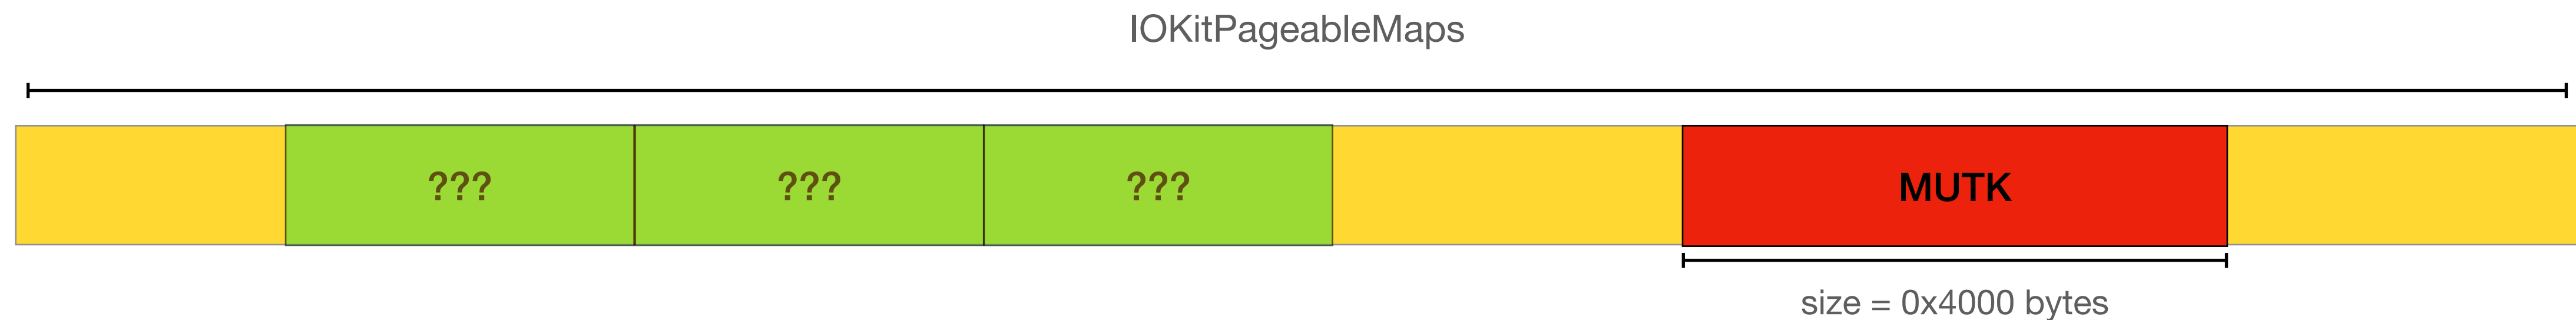 IOKitPageableMaps
??? ??? ??? MUTK
size = 0x4000 bytes